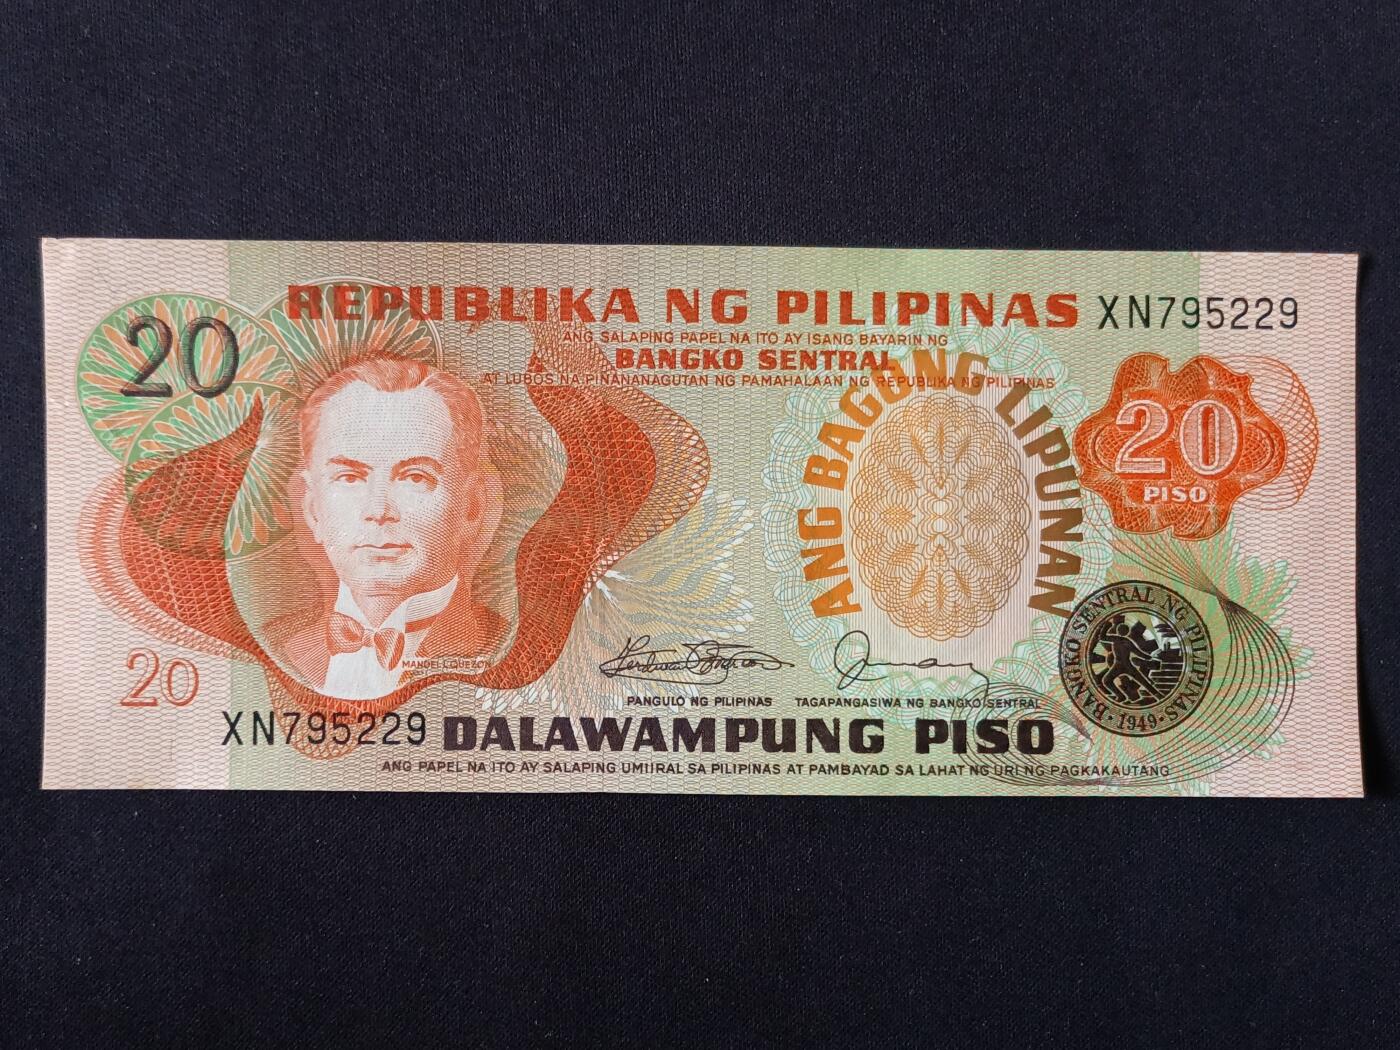 REPUBLIKA NG PILIPINAS
XN795229
20
ANG SALAPING PAPEL NA ITO AY ISANG BAYARIN NG
BANGKO SENTRAL
AT LUBOS NA PINANANAGUTAN NG PAMAHALAAN NG REPUBLIKA NG PILIPINAS
ANG BAGONG LIPUNAN
20
PISO
MANUEL L. QUEZON
20
PANGULO NG PILIPINAS
TAGAPANGASIWA NG BANGKO SENTRAL
BANGKO SENTRAL NG PILIPINAS
·1949·
XN795229
DALAWAMPUNG PISO
ANG PAPEL NA ITO AY SALAPING UMIIRAL SA PILIPINAS AT PAMBAYAD SA LAHAT NG URI NG PAGKAKAUTANG